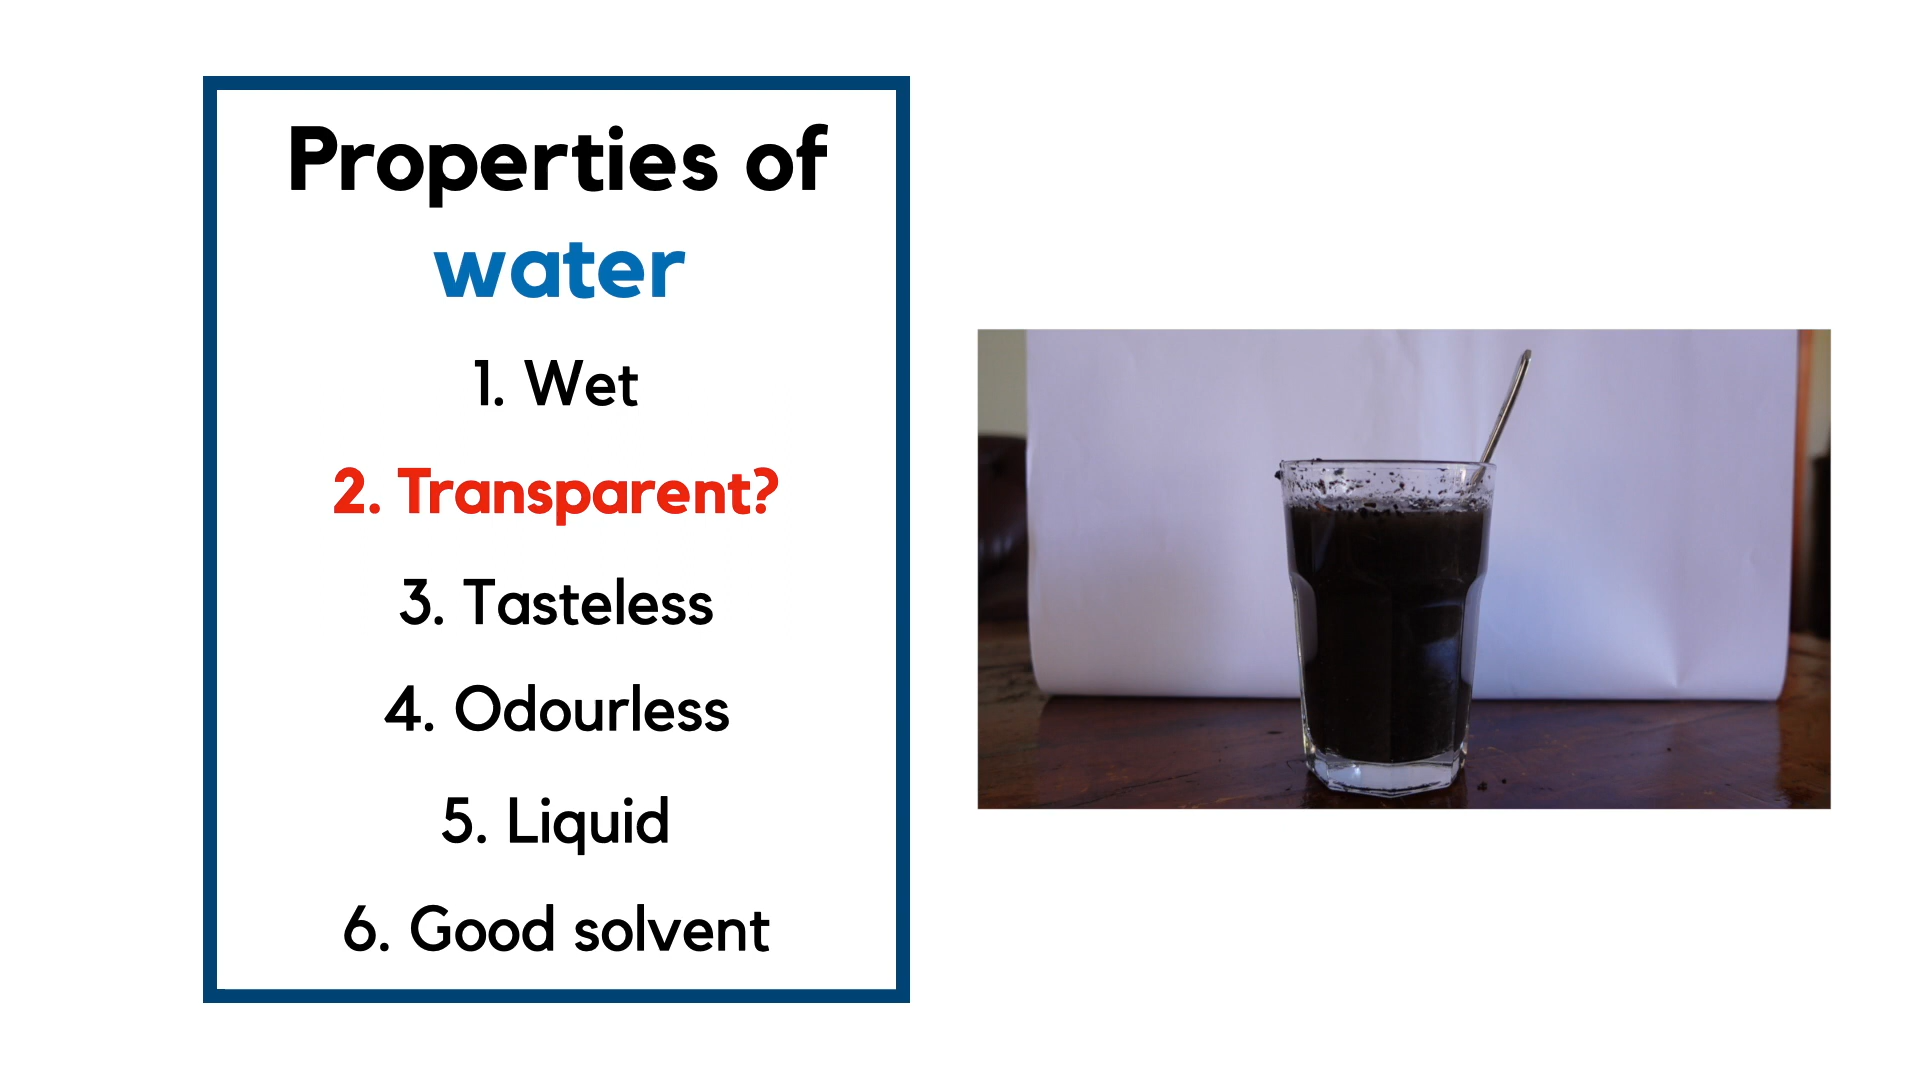 Properties of
water
1. Wet
2. Transparent?
3. Tasteless
4. Odourless
5. Liquid
6. Good solvent